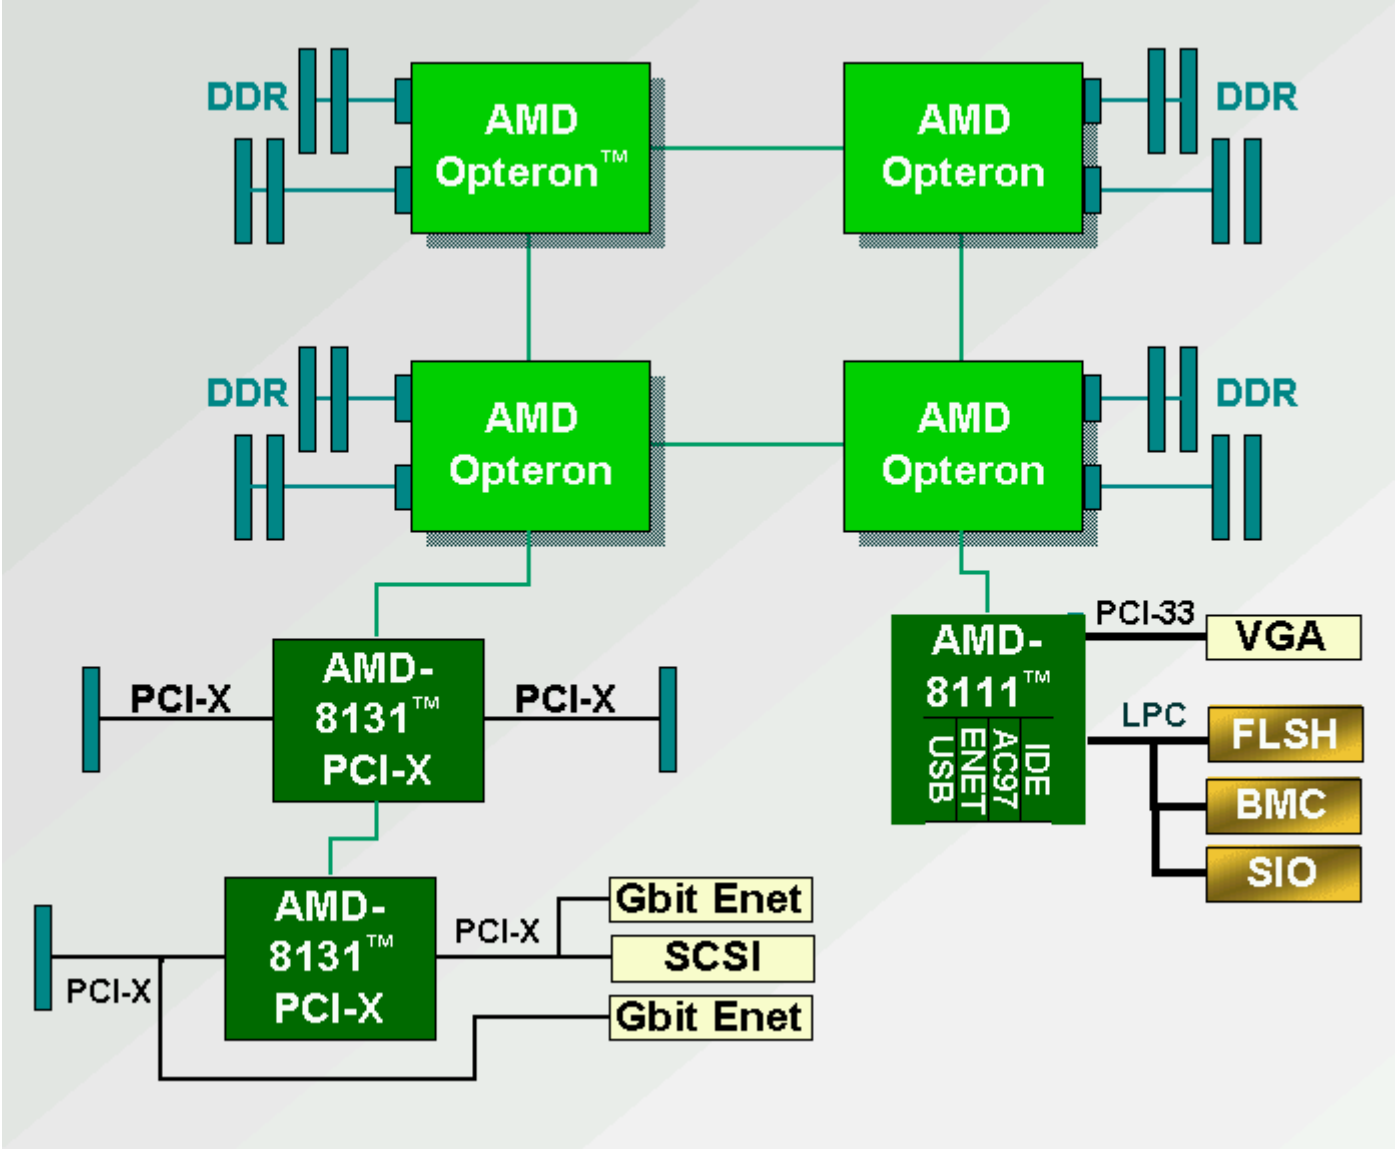 DDR
AMD
Opteron™
AMD
Opteron
DDR
DDR
AMD
Opteron
AMD
Opteron
DDR
PCI-X
AMD-
8131™
PCI-X
PCI-X
AMD-
8111™
USB
ENET
AC97
IDE
PCI-33
VGA
LPC
FLSH
BMC
SIO
PCI-X
AMD-
8131™
PCI-X
PCI-X
Gbit Enet
SCSI
Gbit Enet